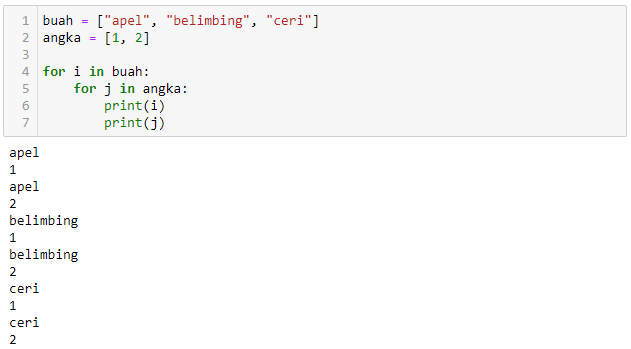 1 buah = ["apel", "belimbing", "ceri"]
2 angka = [1, 2]
3
4 for i in buah:
5     for j in angka:
6         print(i)
7         print(j)
apel
1
apel
2
belimbing
1
belimbing
2
ceri
1
ceri
2